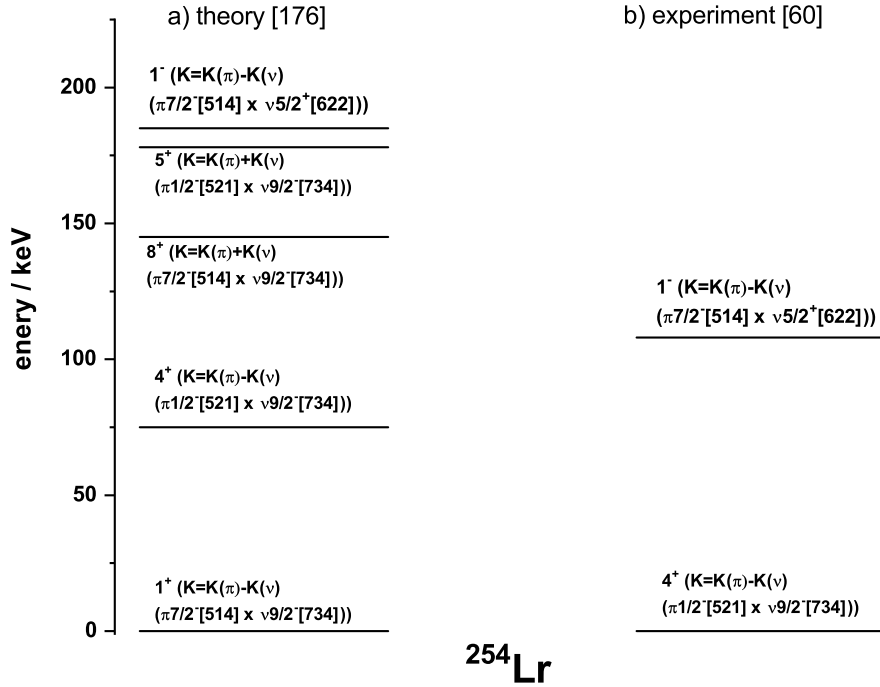 a) theory [176]
b) experiment [60]
enery / keV
200
150
100
50
0
1⁻ (K=K(π)-K(ν)
(π7/2⁻[514] x ν5/2⁺[622]))
5⁺ (K=K(π)+K(ν)
(π1/2⁻[521] x ν9/2⁻[734]))
8⁺ (K=K(π)+K(ν)
(π7/2⁻[514] x ν9/2⁻[734]))
4⁺ (K=K(π)-K(ν)
(π1/2⁻[521] x ν9/2⁻[734]))
1⁺ (K=K(π)-K(ν)
(π7/2⁻[514] x ν9/2⁻[734]))
1⁻ (K=K(π)-K(ν)
(π7/2⁻[514] x ν5/2⁺[622]))
4⁺ (K=K(π)-K(ν)
(π1/2⁻[521] x ν9/2⁻[734]))
²⁵⁴Lr